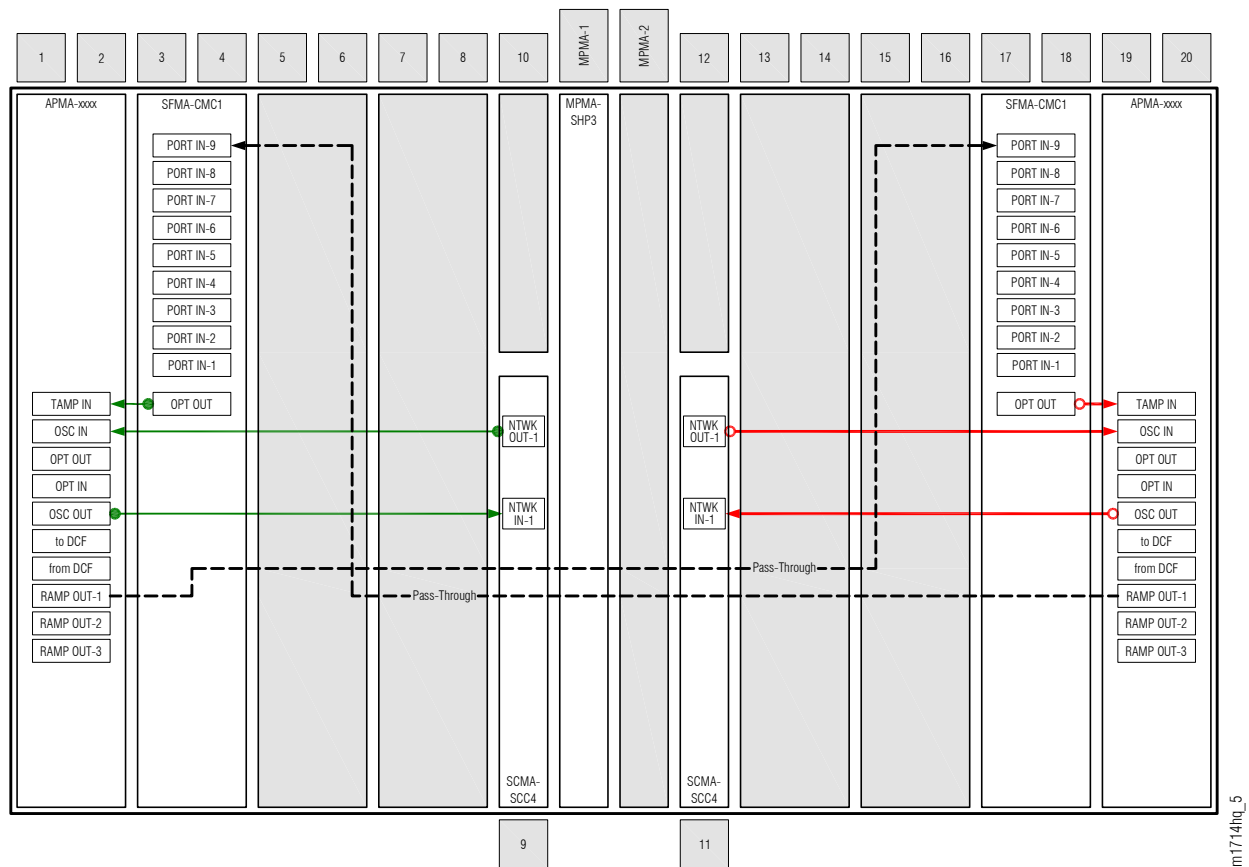 1
2
3
4
5
6
7
8
10
MPMA-1
MPMA-2
12
13
14
15
16
17
18
19
20
APMA-xxxx
SFMA-CMC1
MPMA-
SHP3
SFMA-CMC1
APMA-xxxx
PORT IN-9
PORT IN-8
PORT IN-7
PORT IN-6
PORT IN-5
PORT IN-4
PORT IN-3
PORT IN-2
PORT IN-1
OPT OUT
PORT IN-9
PORT IN-8
PORT IN-7
PORT IN-6
PORT IN-5
PORT IN-4
PORT IN-3
PORT IN-2
PORT IN-1
OPT OUT
TAMP IN
OSC IN
OPT OUT
OPT IN
OSC OUT
to DCF
from DCF
RAMP OUT-1
RAMP OUT-2
RAMP OUT-3
NTWK
OUT-1
NTWK
IN-1
NTWK
OUT-1
NTWK
IN-1
TAMP IN
OSC IN
OPT OUT
OPT IN
OSC OUT
to DCF
from DCF
RAMP OUT-1
RAMP OUT-2
RAMP OUT-3
Pass-Through
Pass-Through
SCMA-
SCC4
SCMA-
SCC4
9
11
m1714hq_5